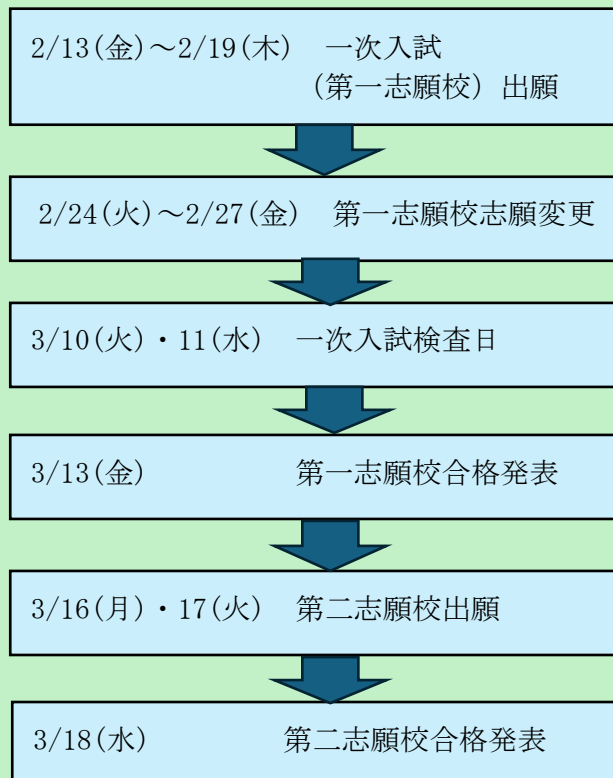 2/13(金)～2/19(木)　一次入試
(第一志願校) 出願
2/24(火)～2/27(金)　第一志願校志願変更
3/10(火)・11(水)　一次入試検査日
3/13(金)　第一志願校合格発表
3/16(月)・17(火)　第二志願校出願
3/18(水)　第二志願校合格発表